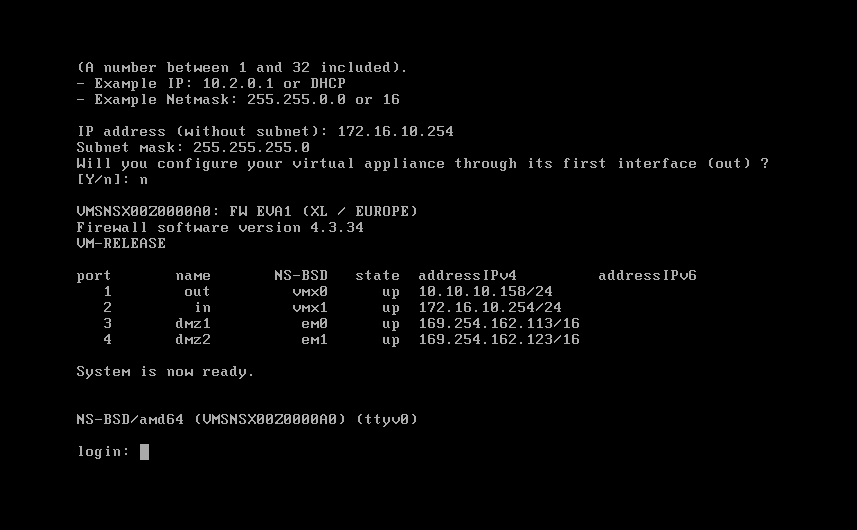 (A number between 1 and 32 included).
- Example IP: 10.2.0.1 or DHCP
- Example Netmask: 255.255.0.0 or 16
IP address (without subnet): 172.16.10.254
Subnet mask: 255.255.255.0
Will you configure your virtual appliance through its first interface (out) ?
[Y/n]: n
VMSNSX00Z0000A0: FW EVA1 (XL / EUROPE)
Firewall software version 4.3.34
VM-RELEASE
port name NS-BSD state addressIPv4 addressIPv6
1 out vmx0 up 10.10.10.158/24
2 in vmx1 up 172.16.10.254/24
3 dmz1 em0 up 169.254.162.113/16
4 dmz2 em1 up 169.254.162.123/16
System is now ready.
NS-BSD/amd64 (VMSNSX00Z0000A0) (ttyv0)
login: